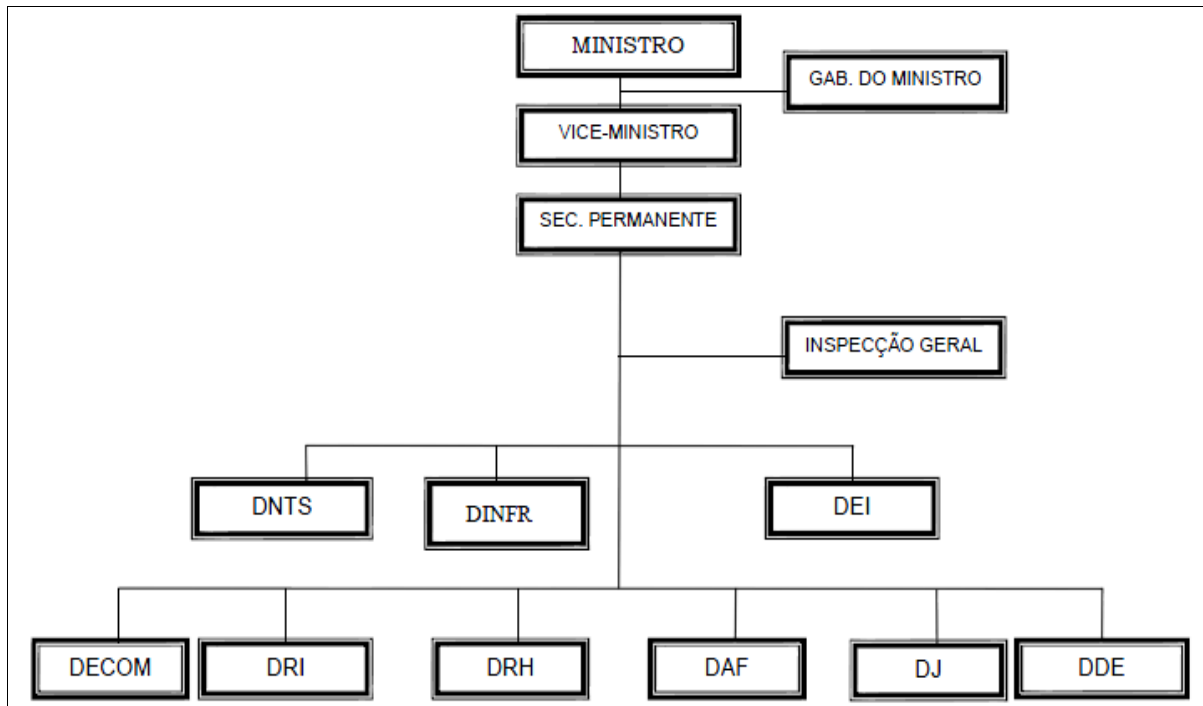 MINISTRO
GAB. DO MINISTRO
VICE-MINISTRO
SEC. PERMANENTE
INSPECÇÃO GERAL
DNTS
DINFR
DEI
DECOM
DRI
DRH
DAF
DJ
DDE